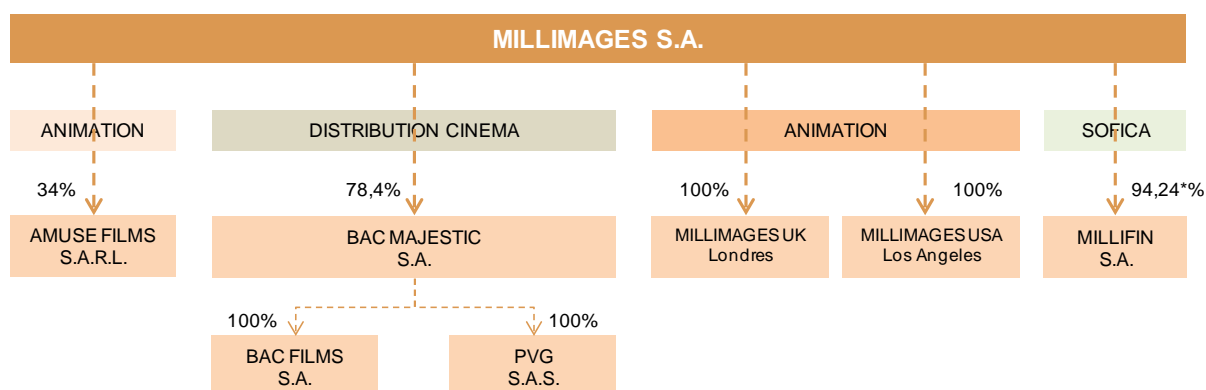 MILLIMAGES S.A.
ANIMATION
DISTRIBUTION CINEMA
ANIMATION
SOFICA
34%
78,4%
100%
100%
94,24*%
AMUSE FILMS
S.A.R.L.
BAC MAJESTIC
S.A.
MILLIMAGES UK
Londres
MILLIMAGES USA
Los Angeles
MILLIFIN
S.A.
100%
100%
BAC FILMS
S.A.
PVG
S.A.S.